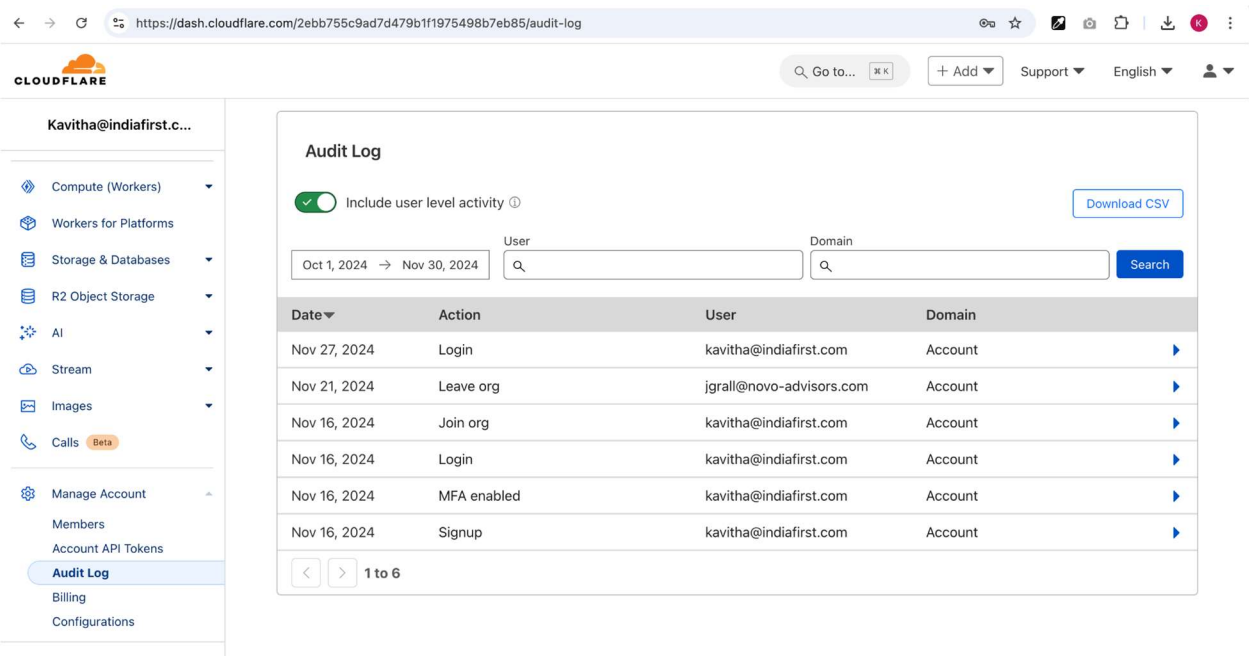 https://dash.cloudflare.com/2ebb755c9ad7d479b1f1975498b7eb85/audit-log
K
CLOUDFLARE
Go to... ⌘ K
+ Add
Support
English
Kavitha@indiafirst.c...
Compute (Workers)
Workers for Platforms
Storage & Databases
R2 Object Storage
AI
Stream
Images
Calls Beta
Manage Account
Members
Account API Tokens
Audit Log
Billing
Configurations
Audit Log
Include user level activity
Download CSV
User
Domain
Oct 1, 2024 → Nov 30, 2024
Search
Date Action User Domain
Nov 27, 2024 Login kavitha@indiafirst.com Account
Nov 21, 2024 Leave org jgrall@novo-advisors.com Account
Nov 16, 2024 Join org kavitha@indiafirst.com Account
Nov 16, 2024 Login kavitha@indiafirst.com Account
Nov 16, 2024 MFA enabled kavitha@indiafirst.com Account
Nov 16, 2024 Signup kavitha@indiafirst.com Account
1 to 6